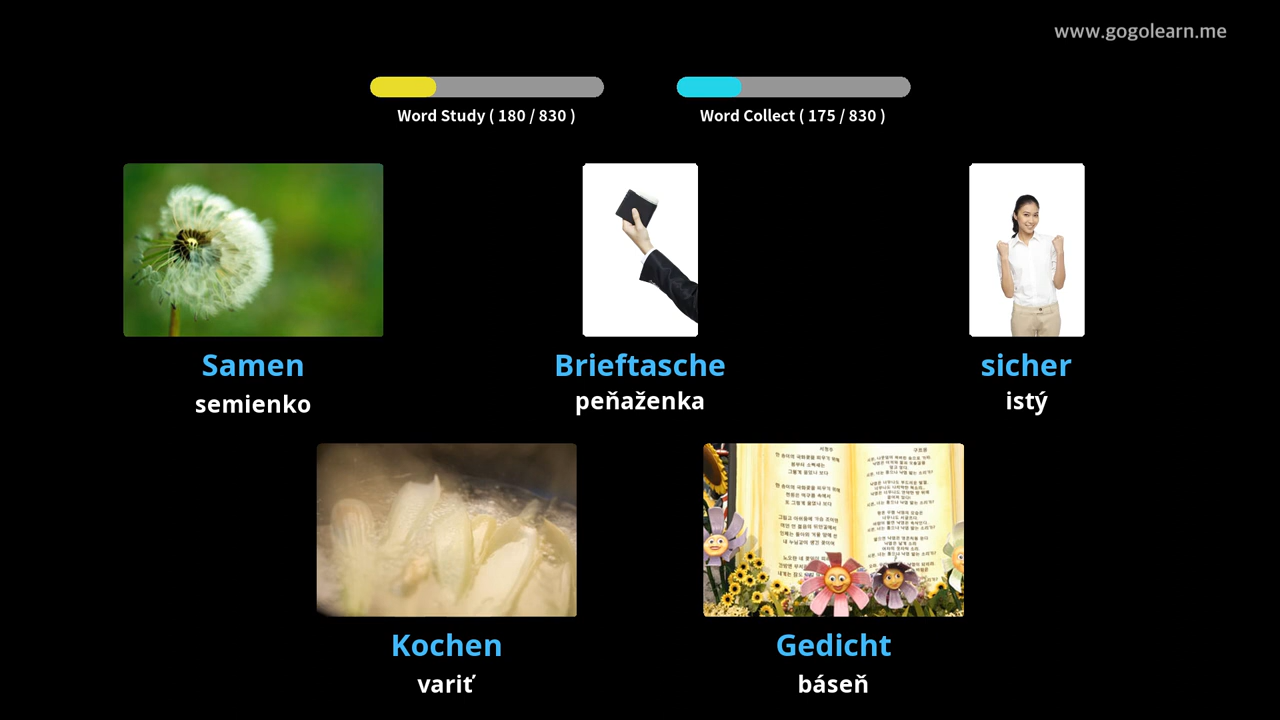 www.gogolearn.me
Word Study ( 180 / 830 )
Word Collect ( 175 / 830 )
Samen
semienko
Brieftasche
peňaženka
sicher
istý
Kochen
variť
Gedicht
báseň